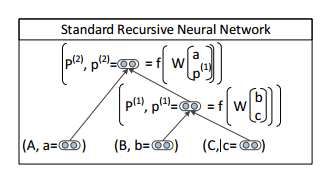 Standard Recursive Neural Network
P(2), p(2)= = f W a p(1)
P(1), p(1)= = f W b c
(A, a= ) (B, b= ) (C, c= )